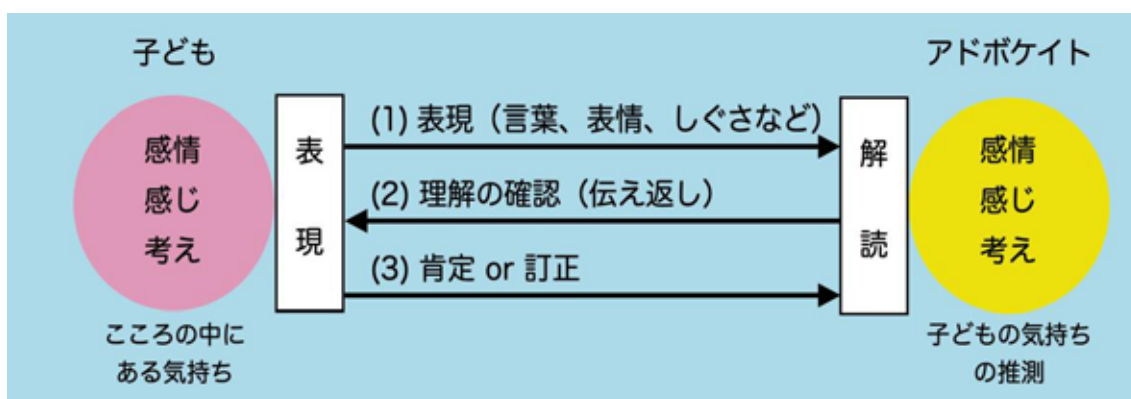 子ども
アドボケイト
感情
感じ
考え
表現
(1) 表現（言葉、表情、しぐさなど）
(2) 理解の確認（伝え返し）
(3) 肯定 or 訂正
解読
感情
感じ
考え
こころの中に
ある気持ち
子どもの気持ち
の推測